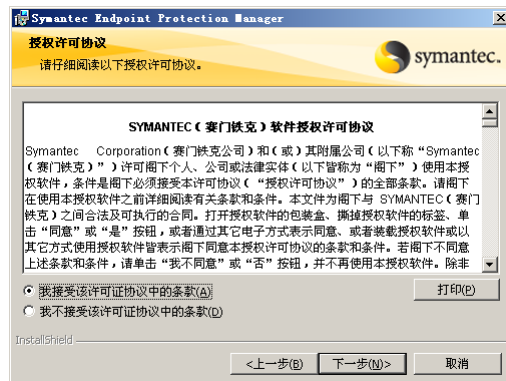 Symantec Endpoint Protection Manager
授权许可协议
请仔细阅读以下授权许可协议。
symantec.
SYMANTEC（赛门铁克）软件授权许可协议
Symantec Corporation（赛门铁克公司）和（或）其附属公司（以下称“Symantec
（赛门铁克）”）许可阁下个人、公司或法律实体（以下皆称为“阁下”）使用本授
权软件，条件是阁下必须接受本许可协议（“授权许可协议”）的全部条款。请阁下
在使用本授权软件之前详细阅读有关条款和条件。本文件为阁下与 SYMANTEC（赛门
铁克）之间合法及可执行的合同。打开授权软件的包装盒、撕掉授权软件的标签、单
击“同意”或“是”按钮，或者通过其它电子方式表示同意、或者装载授权软件或以
其它方式使用授权软件皆表示阁下同意本授权许可协议的条款和条件。若阁下不同意
上述条款和条件，请单击“我不同意”或“否”按钮，并不再使用本授权软件。除非
我接受该许可证协议中的条款(A)
打印(P)
我不接受该许可证协议中的条款(D)
InstallShield
<上一步(B)
下一步(N)>
取消